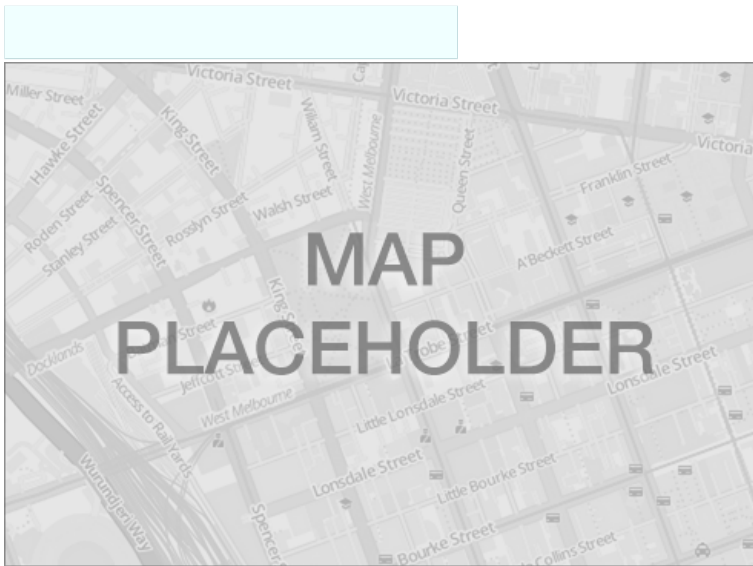 Victoria Street
Miller Street
Victoria Street
Hawke Street
King Street
William Street
West Melbourne
Queen Street
Victoria
Franklin Street
Spencer Street
Roden Street
Rosslyn Street
Walsh Street
Stanley Street
A'Beckett Street
MAP
King Street
PLACEHOLDER
Docklands
Jeffcott Street
Lonsdale Street
Access to Rail Yards
West Melbourne
Little Lonsdale Street
Lonsdale Street
Little Bourke Street
Wurundjeri Way
Spencer
Bourke Street
Collins Street